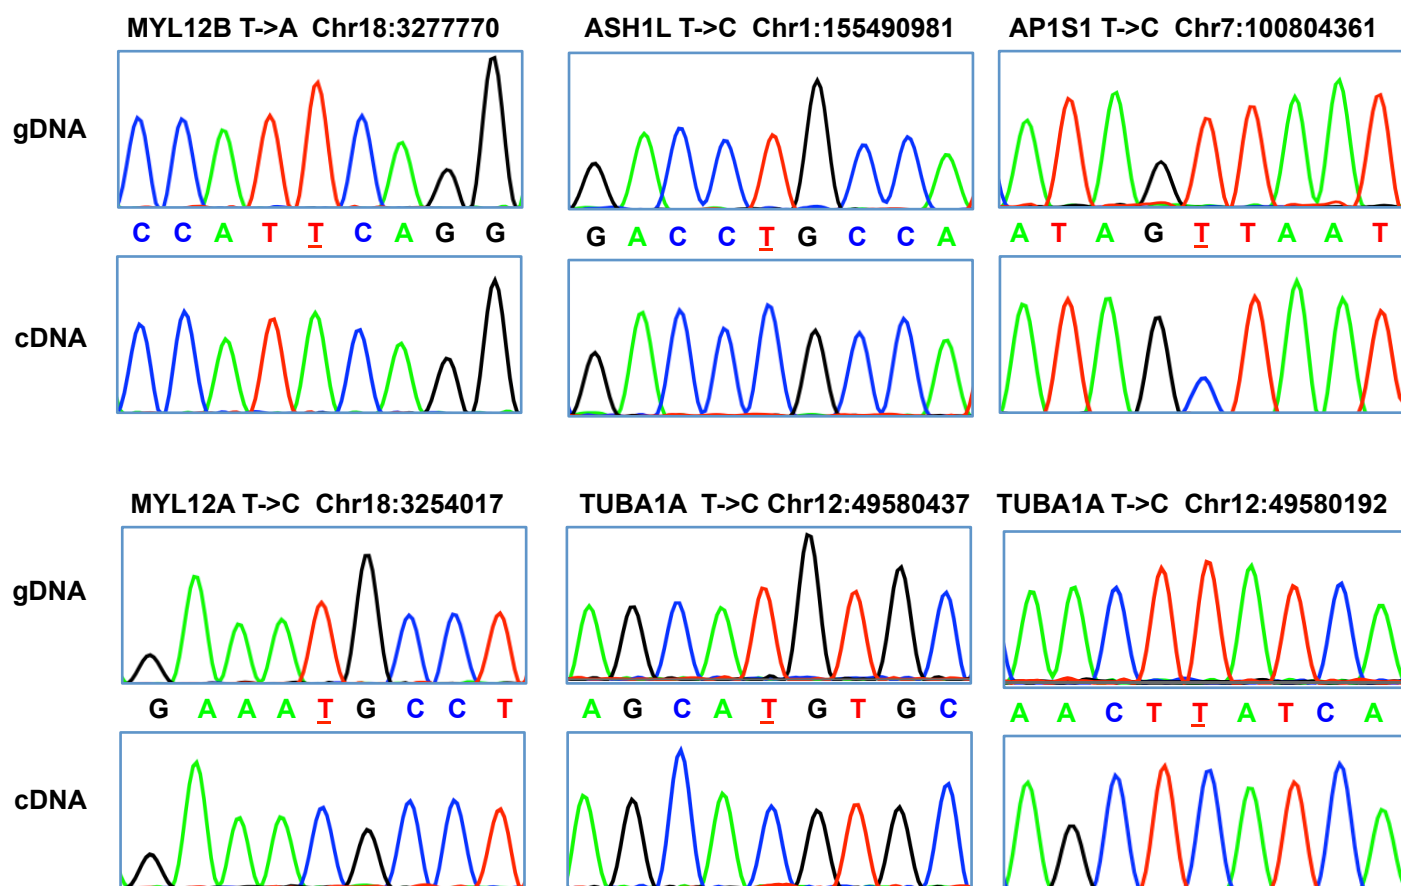 MYL12B T->A Chr18:3277770
ASH1L T->C Chr1:155490981
AP1S1 T->C Chr7:100804361
gDNA
C C A T T C A G G
G A C C T G C C A
A T A G T T A A T
cDNA
MYL12A T->C Chr18:3254017
TUBA1A T->C Chr12:49580437
TUBA1A T->C Chr12:49580192
gDNA
G A A A T G C C T
A G C A T G T G C
A A C T T A T C A
cDNA